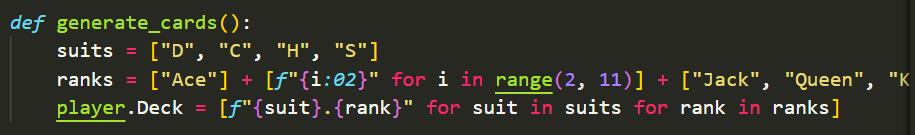 def generate_cards():
    suits = ["D", "C", "H", "S"]
    ranks = ["Ace"] + [f"{i:02}" for i in range(2, 11)] + ["Jack", "Queen", "K
    player.Deck = [f"{suit}.{rank}" for suit in suits for rank in ranks]